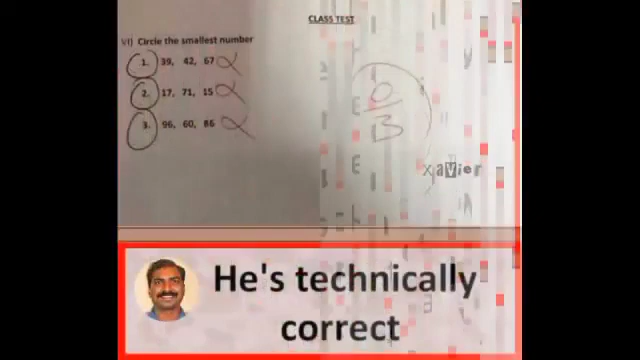 CLASS TEST
VI) Circle the smallest number
1. 39, 42, 67
2. 17, 71, 15
3. 96, 60, 86
0/3
xavier
He's technically
correct